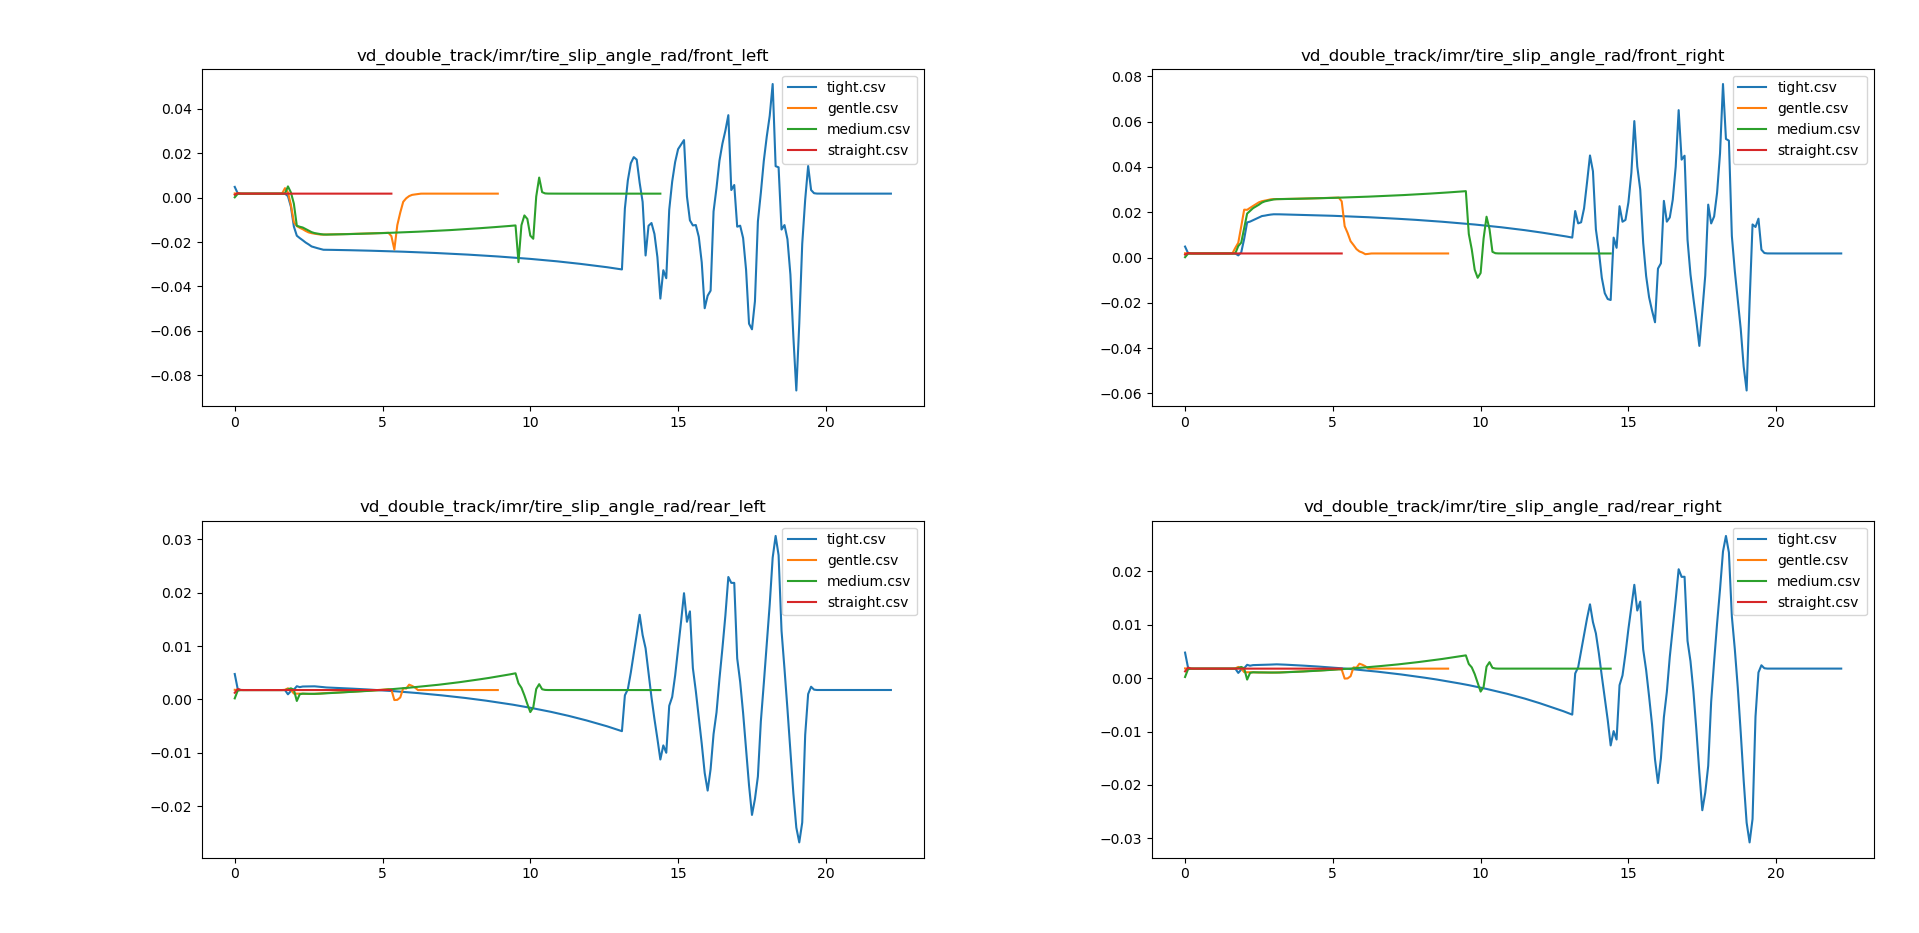 vd_double_track/imr/tire_slip_angle_rad/front_left
tight.csv
gentle.csv
medium.csv
straight.csv
0.04
0.02
0.00
−0.02
−0.04
−0.06
−0.08
0
5
10
15
20
vd_double_track/imr/tire_slip_angle_rad/front_right
tight.csv
gentle.csv
medium.csv
straight.csv
0.08
0.06
0.04
0.02
0.00
−0.02
−0.04
−0.06
0
5
10
15
20
vd_double_track/imr/tire_slip_angle_rad/rear_left
tight.csv
gentle.csv
medium.csv
straight.csv
0.03
0.02
0.01
0.00
−0.01
−0.02
0
5
10
15
20
vd_double_track/imr/tire_slip_angle_rad/rear_right
tight.csv
gentle.csv
medium.csv
straight.csv
0.02
0.01
0.00
−0.01
−0.02
−0.03
0
5
10
15
20